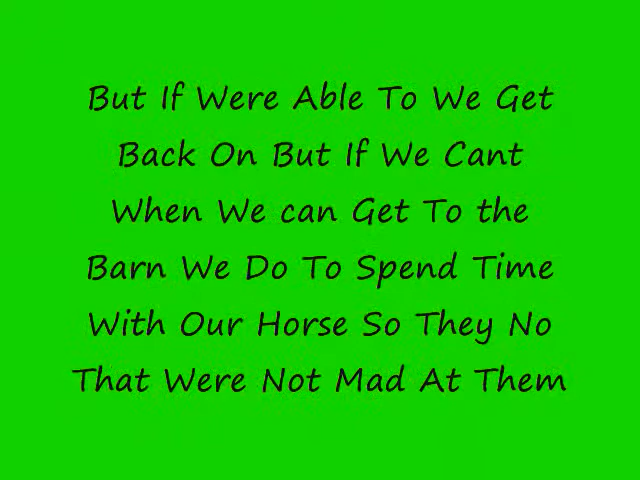 But If Were Able To We Get
Back On But If We Cant
When We can Get To the
Barn We Do To Spend Time
With Our Horse So They No
That Were Not Mad At Them